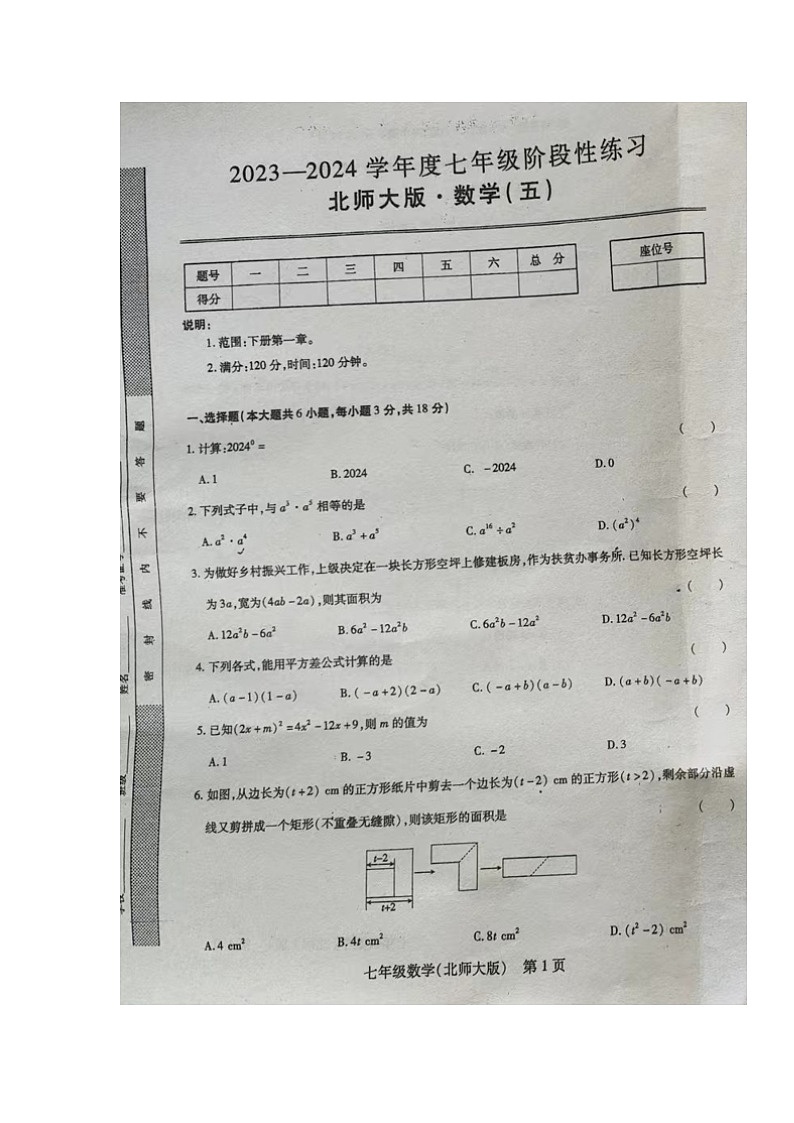 2023—2024 学年度七年级阶段性练习
北师大版·数学(五)
题号 一 二 三 四 五 六 总 分
得分
座位号
说明:
1. 范围:下册第一章。
2. 满分:120 分,时间:120 分钟。
一、选择题(本大题共 6 小题,每小题 3 分,共 18 分)
1. 计算:2024⁰ = ( )
A. 1 B. 2024 C. -2024 D. 0
2. 下列式子中,与 a³·a⁵ 相等的是 ( )
A. a²·a⁴ B. a³+a⁵ C. a¹⁶÷a² D. (a²)⁴
3. 为做好乡村振兴工作,上级决定在一块长方形空坪上修建板房,作为扶贫办事务所. 已知长方形空坪长
为 3a,宽为(4ab-2a),则其面积为 ( )
A. 12a²b-6a² B. 6a²-12a²b C. 6a²b-12a² D. 12a²-6a²b
4. 下列各式,能用平方差公式计算的是 ( )
A. (a-1)(1-a) B. (-a+2)(2-a) C. (-a+b)(a-b) D. (a+b)(-a+b)
5. 已知(2x+m)²=4x²-12x+9,则 m 的值为 ( )
A. 1 B. -3 C. -2 D. 3
6. 如图,从边长为(t+2) cm 的正方形纸片中剪去一个边长为(t-2) cm 的正方形(t>2),剩余部分沿虚
线又剪拼成一个矩形(不重叠无缝隙),则该矩形的面积是 ( )
t-2
t+2
A. 4 cm² B. 4t cm² C. 8t cm² D. (t²-2) cm²
七年级数学(北师大版) 第 1 页
密 封 线 内 不 要 答 题
姓名
班级
学校